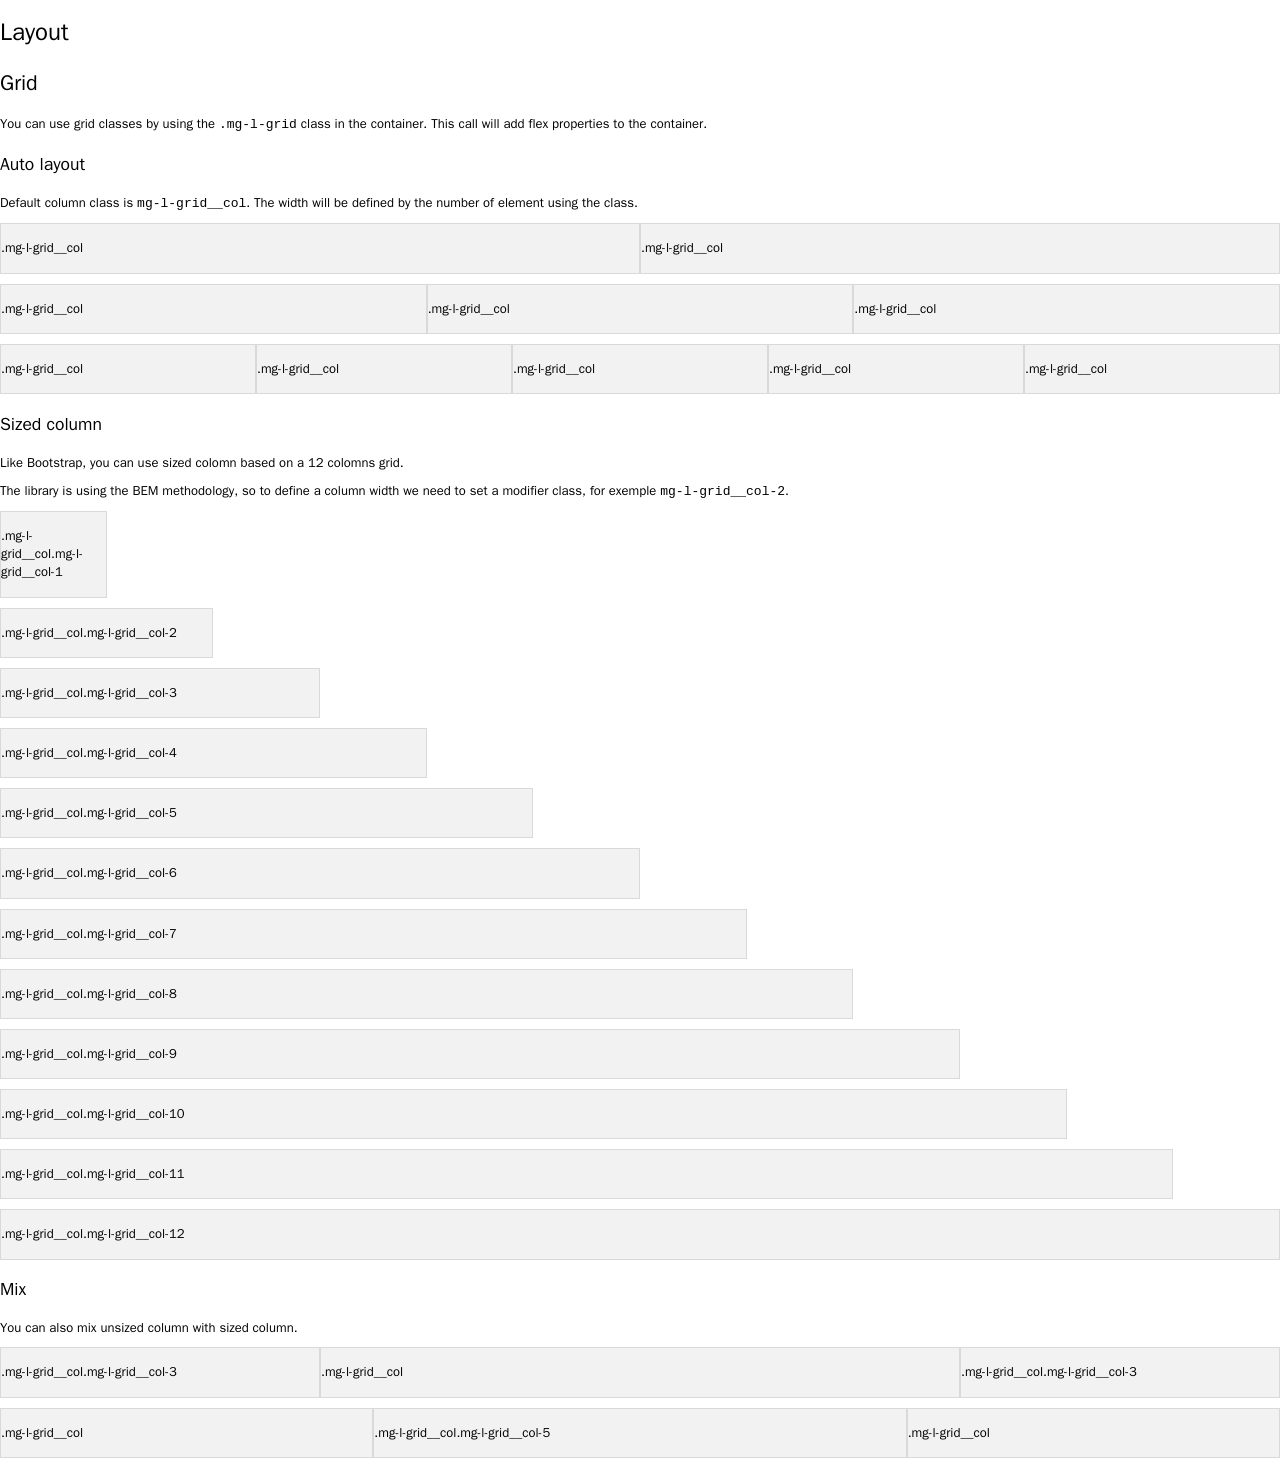 Layout
Grid
You can use grid classes by using the .mg-l-grid class in the container. This call will add flex properties to the container.
Auto layout
Default column class is mg-l-grid__col. The width will be defined by the number of element using the class.
.mg-l-grid__col .mg-l-grid__col
.mg-l-grid__col .mg-l-grid__col .mg-l-grid__col
.mg-l-grid__col .mg-l-grid__col .mg-l-grid__col .mg-l-grid__col .mg-l-grid__col
Sized column
Like Bootstrap, you can use sized colomn based on a 12 colomns grid.
The library is using the BEM methodology, so to define a column width we need to set a modifier class, for exemple mg-l-grid__col-2.
.mg-l-
grid__col.mg-l-
grid__col-1
.mg-l-grid__col.mg-l-grid__col-2
.mg-l-grid__col.mg-l-grid__col-3
.mg-l-grid__col.mg-l-grid__col-4
.mg-l-grid__col.mg-l-grid__col-5
.mg-l-grid__col.mg-l-grid__col-6
.mg-l-grid__col.mg-l-grid__col-7
.mg-l-grid__col.mg-l-grid__col-8
.mg-l-grid__col.mg-l-grid__col-9
.mg-l-grid__col.mg-l-grid__col-10
.mg-l-grid__col.mg-l-grid__col-11
.mg-l-grid__col.mg-l-grid__col-12
Mix
You can also mix unsized column with sized column.
.mg-l-grid__col.mg-l-grid__col-3 .mg-l-grid__col .mg-l-grid__col.mg-l-grid__col-3
.mg-l-grid__col .mg-l-grid__col.mg-l-grid__col-5 .mg-l-grid__col